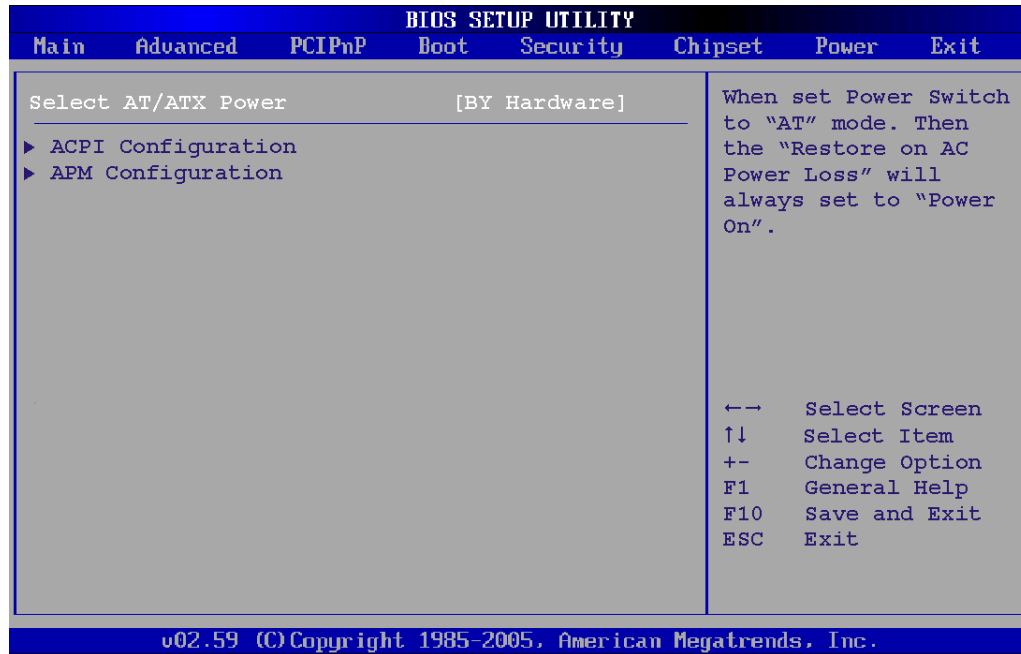 BIOS SETUP UTILITY
Main Advanced PCIPnP Boot Security Chipset Power Exit
Select AT/ATX Power [BY Hardware]
▶ ACPI Configuration
▶ APM Configuration
When set Power Switch
to “AT” mode. Then
the “Restore on AC
Power Loss” will
always set to “Power
On”.
←→ Select Screen
↑↓ Select Item
+- Change Option
F1 General Help
F10 Save and Exit
ESC Exit
v02.59 (C)Copyright 1985-2005, American Megatrends, Inc.